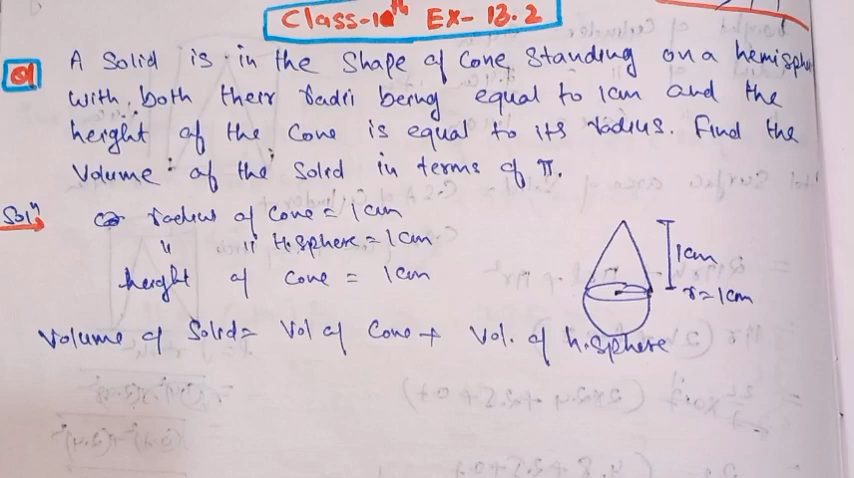 Class-10th Ex-13.2
Q1 A Solid is in the Shape of Cone Standing on a hemisphe
with both their radii being equal to 1cm and the
height of the Cone is equal to its radius. Find the
Volume of the Solid in terms of π.
Solⁿ radius of Cone = 1cm
" " H.sphere = 1cm
height of Cone = 1cm
1cm
r=1cm
Volume of Solid = Vol of Cone + Vol. of h.sphere